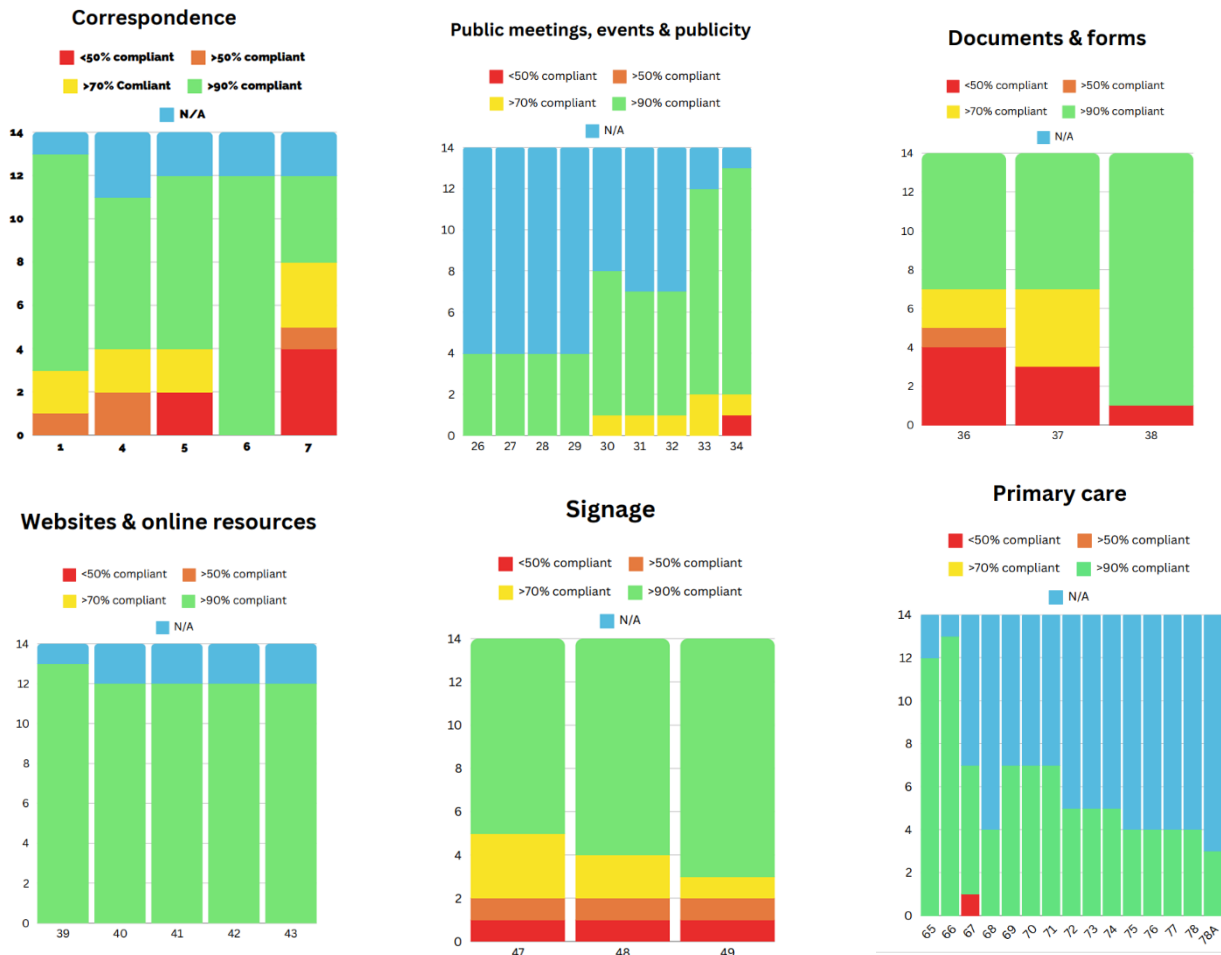 Correspondence
<50% compliant >50% compliant
>70% Comliant >90% compliant
N/A
14
12
10
8
6
4
2
0
1 4 5 6 7
Public meetings, events & publicity
<50% compliant >50% compliant
>70% compliant >90% compliant
N/A
14
12
10
8
6
4
2
0
26 27 28 29 30 31 32 33 34
Documents & forms
<50% compliant >50% compliant
>70% compliant >90% compliant
N/A
14
12
10
8
6
4
2
0
36 37 38
Websites & online resources
<50% compliant >50% compliant
>70% compliant >90% compliant
N/A
14
12
10
8
6
4
2
0
39 40 41 42 43
Signage
<50% compliant >50% compliant
>70% compliant >90% compliant
N/A
14
12
10
8
6
4
2
0
47 48 49
Primary care
<50% compliant >50% compliant
>70% compliant >90% compliant
N/A
14
12
10
8
6
4
2
0
65 66 67 68 69 70 71 72 73 74 75 76 77 78 78A